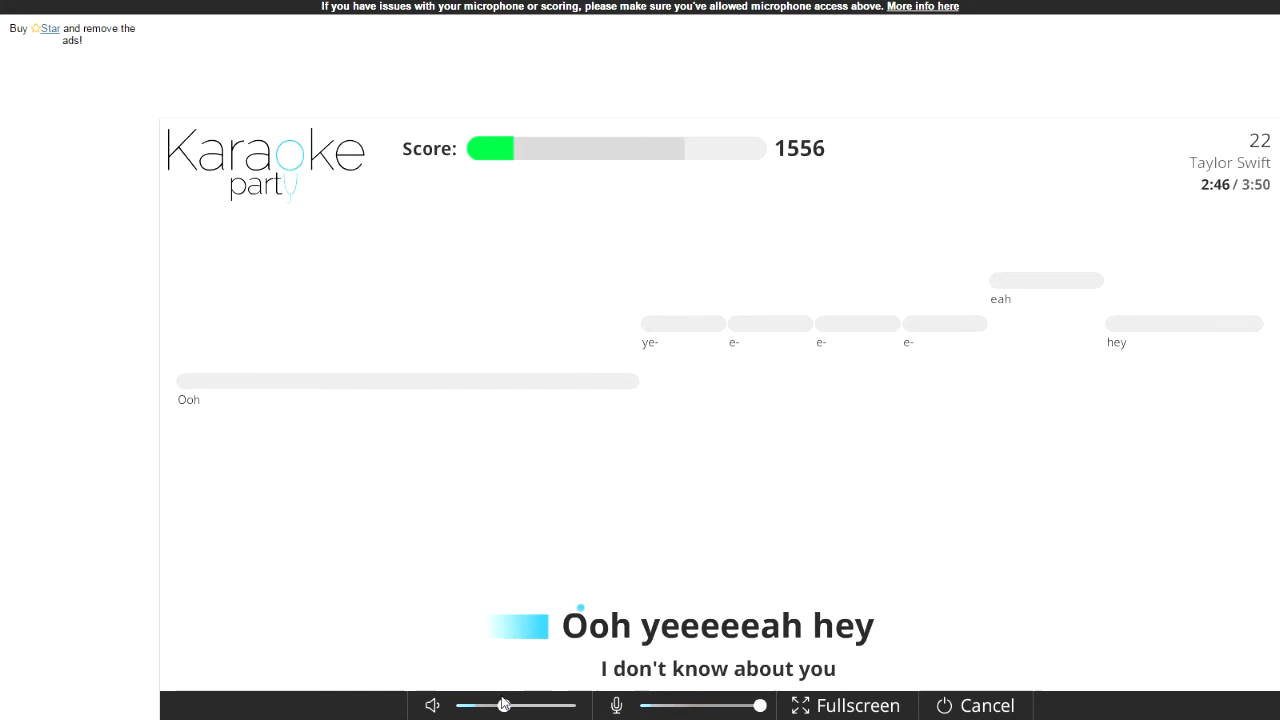 If you have issues with your microphone or scoring, please make sure you've allowed microphone access above. More info here
Buy Star and remove the
ads!
Karaoke
party
Score:
1556
22
Taylor Swift
2:46 / 3:50
eah
ye-
e-
e-
e-
hey
Ooh
Ooh yeeeeeah hey
I don't know about you
Fullscreen
Cancel